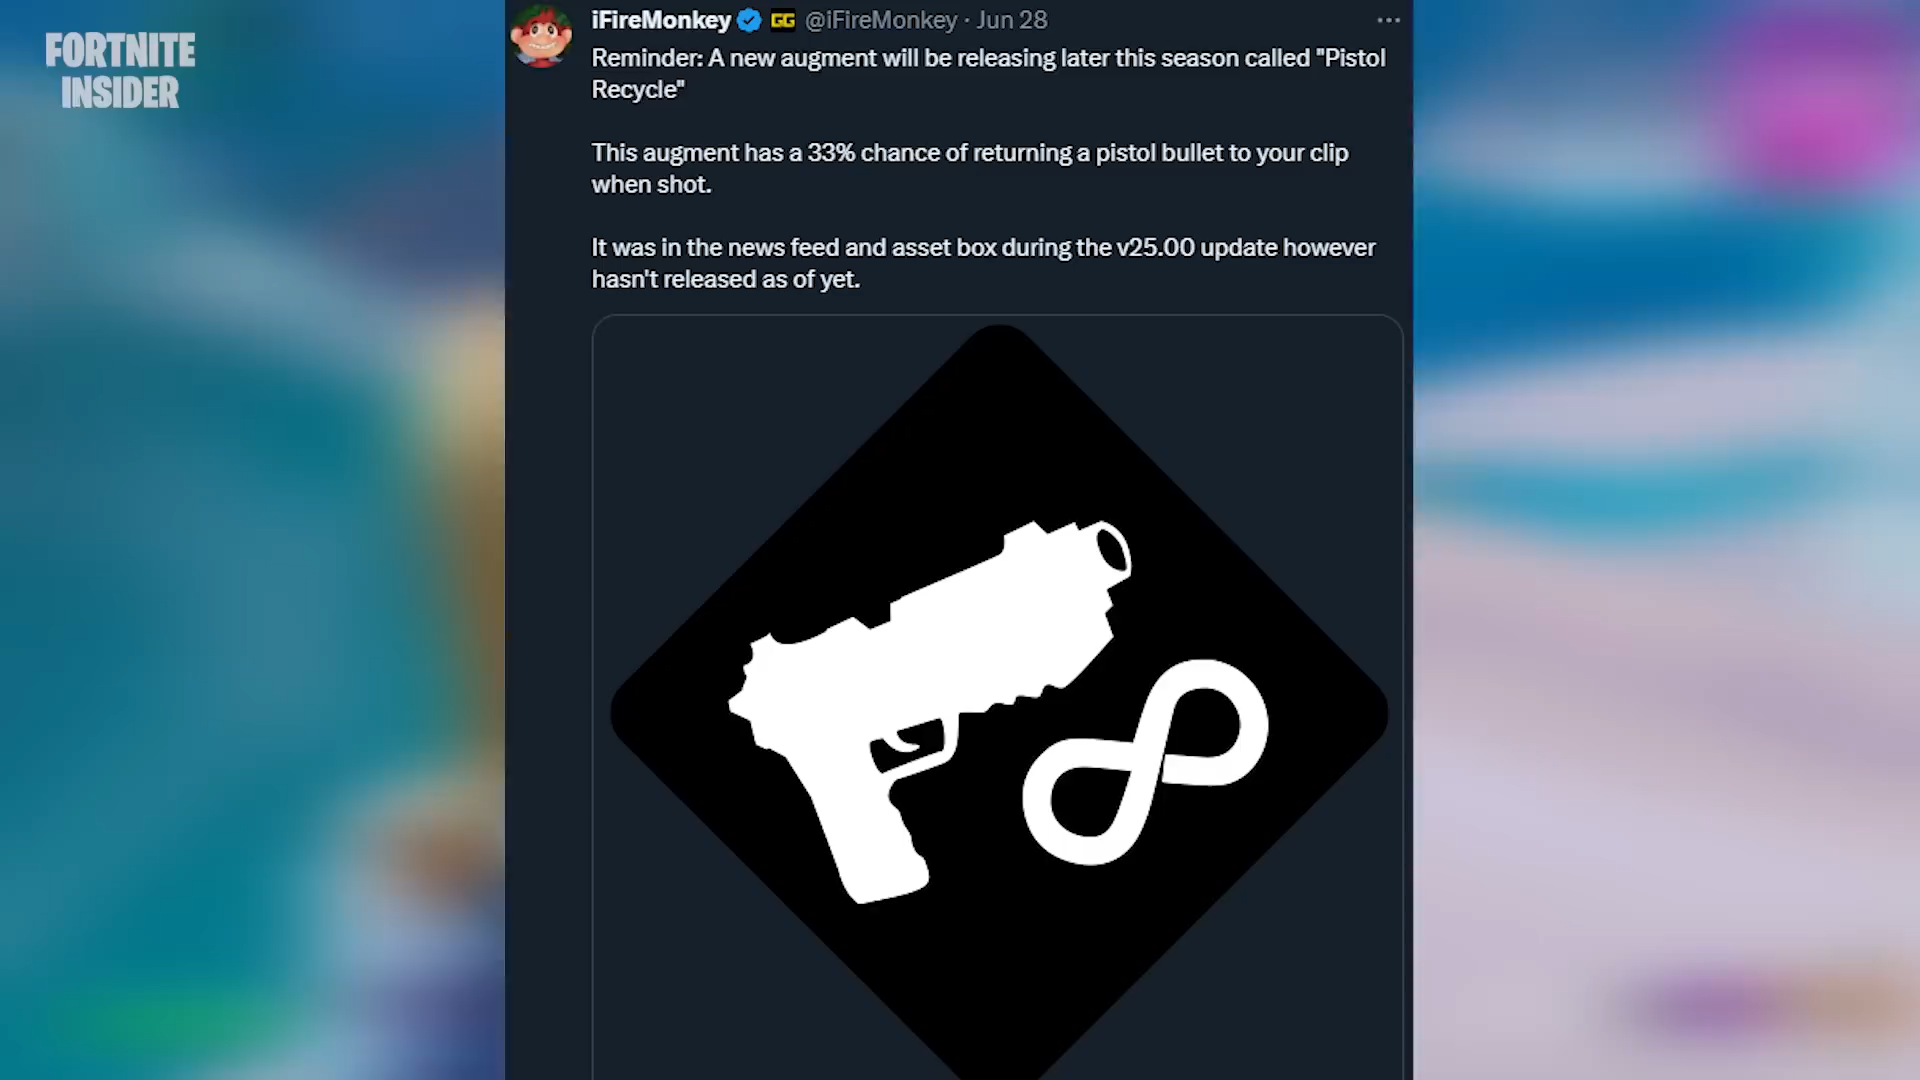 FORTNITE
INSIDER
iFireMonkey GG @iFireMonkey · Jun 28
Reminder: A new augment will be releasing later this season called "Pistol
Recycle"
This augment has a 33% chance of returning a pistol bullet to your clip
when shot.
It was in the news feed and asset box during the v25.00 update however
hasn't released as of yet.